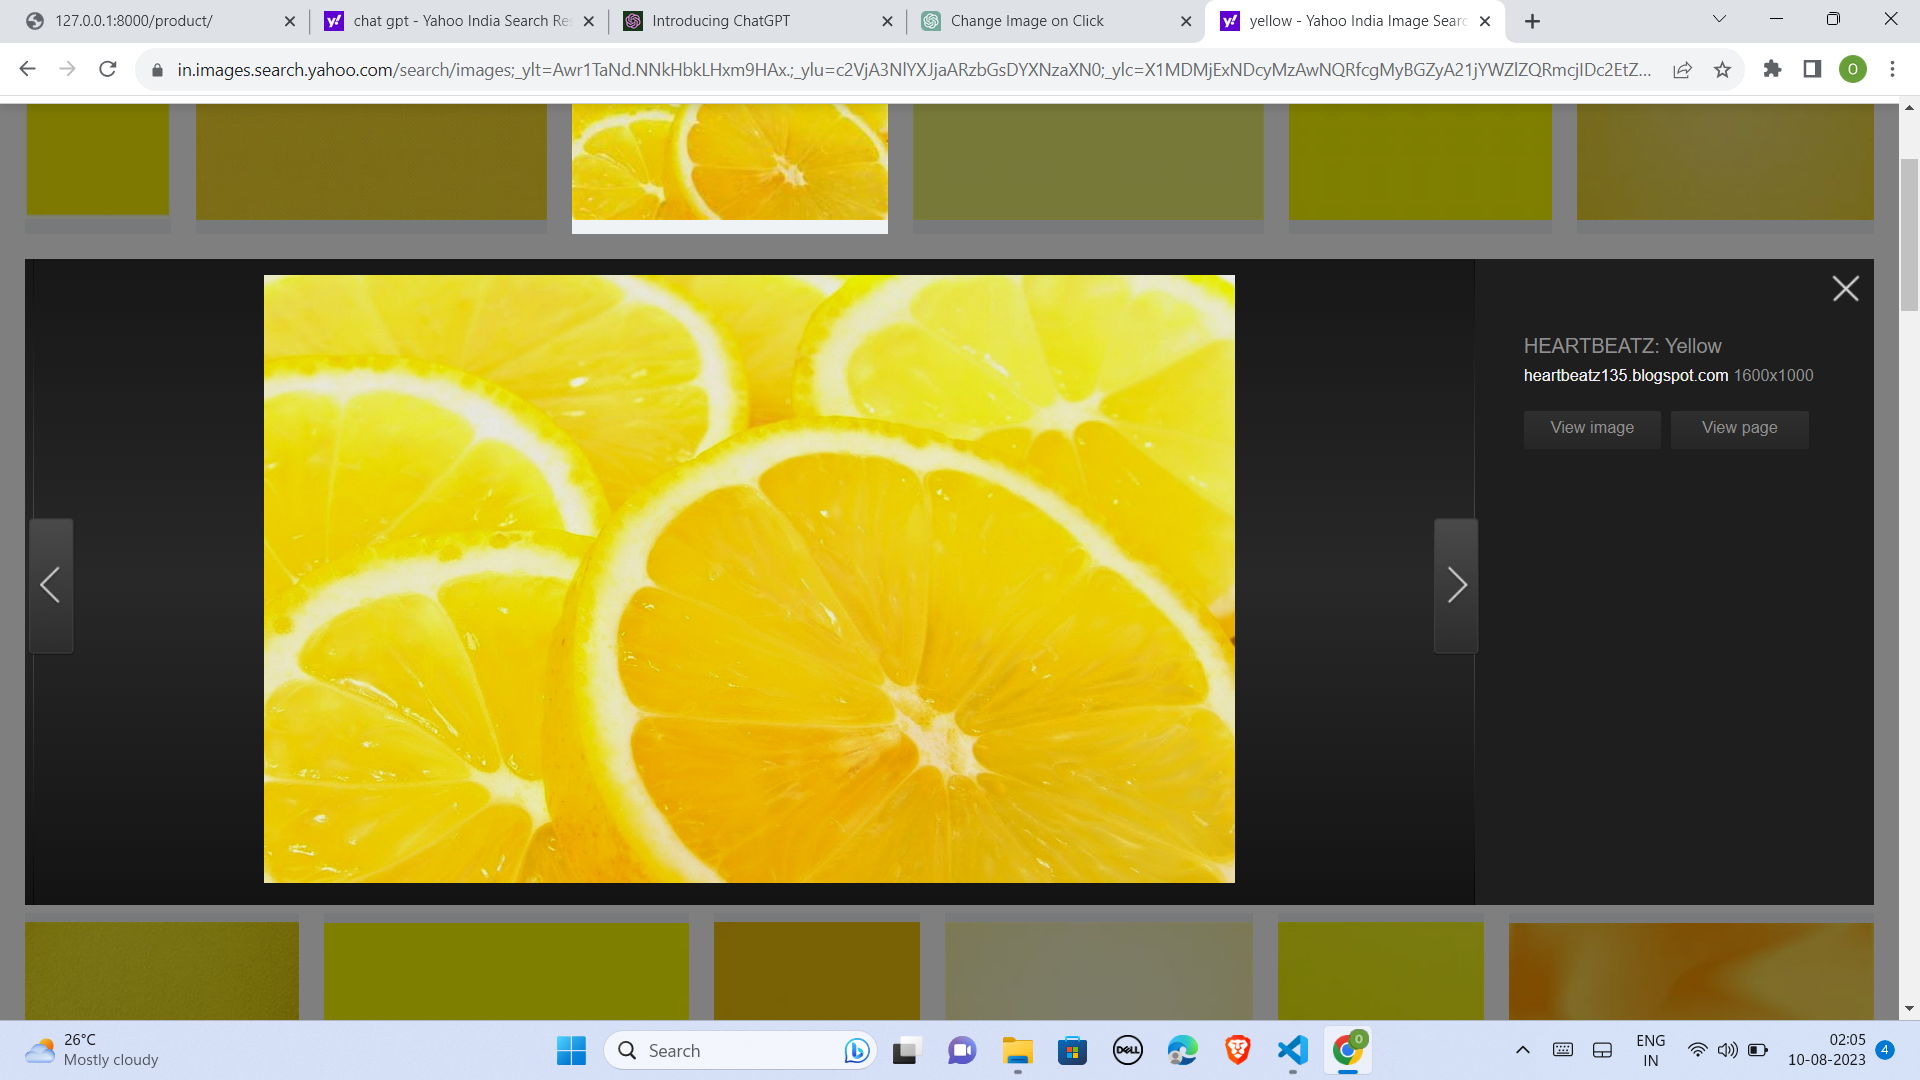 127.0.0.1:8000/product/
chat gpt - Yahoo India Search Res
Introducing ChatGPT
Change Image on Click
yellow - Yahoo India Image Searc
in.images.search.yahoo.com/search/images;_ylt=Awr1TaNd.NNkHbkLHxm9HAx.;_ylu=c2VjA3NlYXJjaARzbGsDYXNzaXN0;_ylc=X1MDMjExNDcyMzAwNQRfcgMyBGZyA21jYWZlZQRmcjIDc2EtZ...
O
HEARTBEATZ: Yellow
heartbeatz135.blogspot.com 1600x1000
View image View page
26°C
Mostly cloudy
Search
DELL
O
ENG
IN
02:05
10-08-2023
4